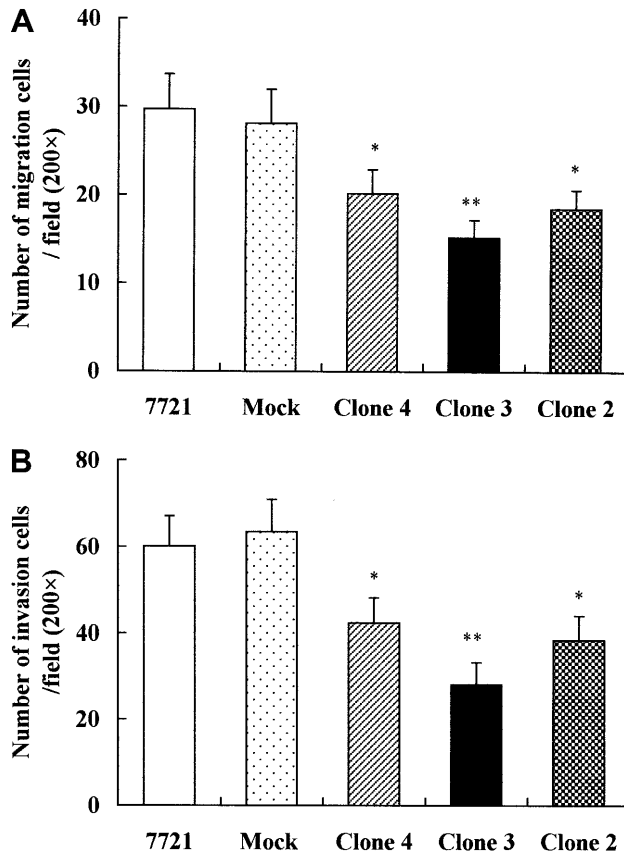 A
40
30
20
10
0
Number of migration cells
/ field (200×)
*
**
*
7721 Mock Clone 4 Clone 3 Clone 2
B
80
60
40
20
0
Number of invasion cells
/field (200×)
*
**
*
7721 Mock Clone 4 Clone 3 Clone 2